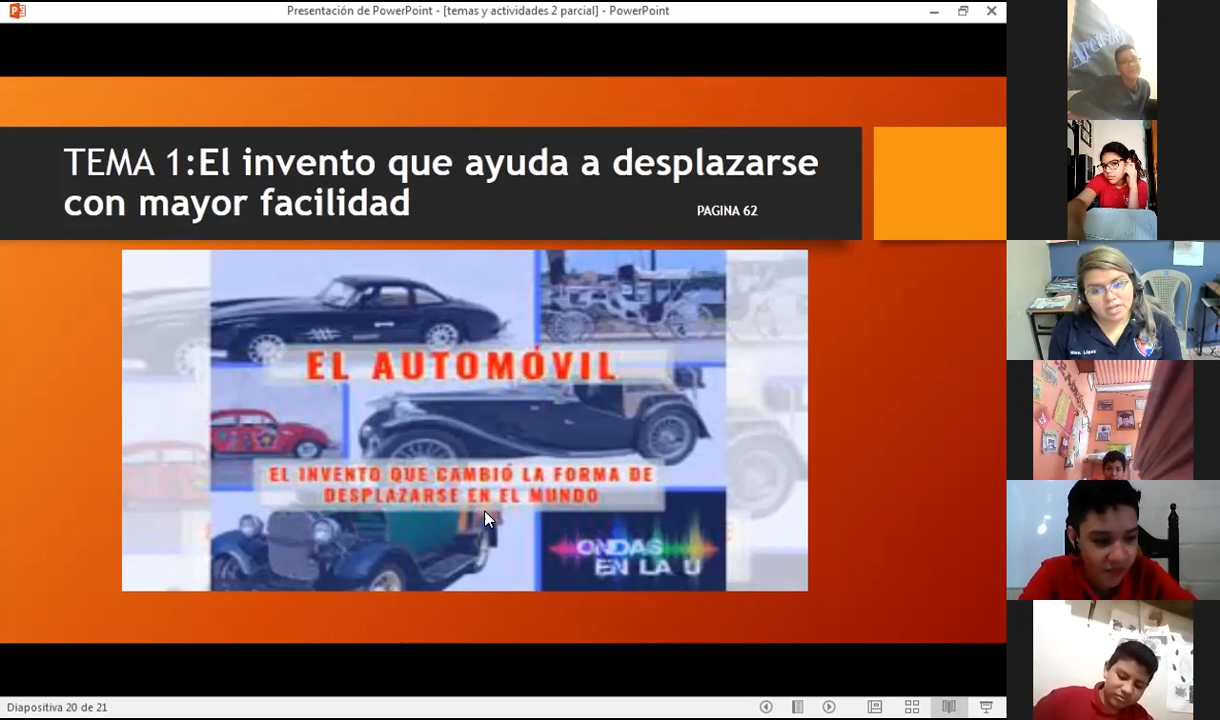 Presentación de PowerPoint - [temas y actividades 2 parcial] - PowerPoint
TEMA 1:El invento que ayuda a desplazarse
con mayor facilidad
PAGINA 62
EL AUTOMÓVIL
EL INVENTO QUE CAMBIÓ LA FORMA DE
DESPLAZARSE EN EL MUNDO
ONDAS
EN LA U
Diapositiva 20 de 21